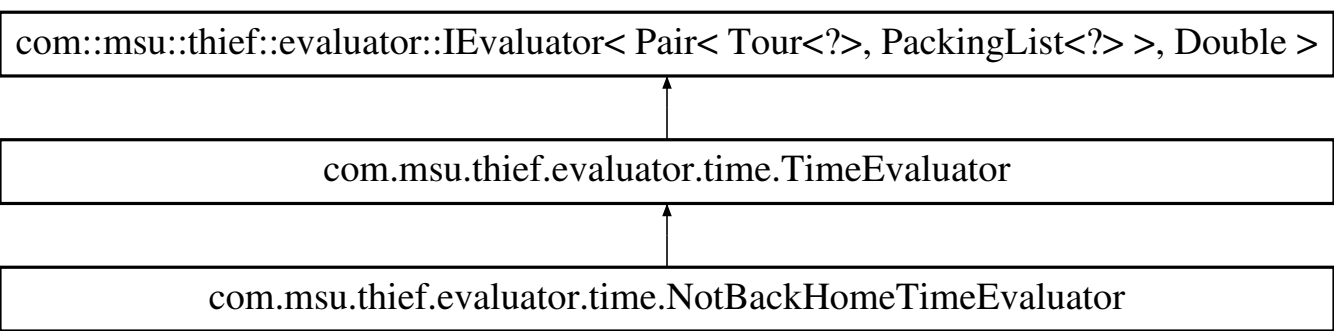 com::msu::thief::evaluator::IEvaluator< Pair< Tour<?>, PackingList<?> >, Double >
com.msu.thief.evaluator.time.TimeEvaluator
com.msu.thief.evaluator.time.NotBackHomeTimeEvaluator